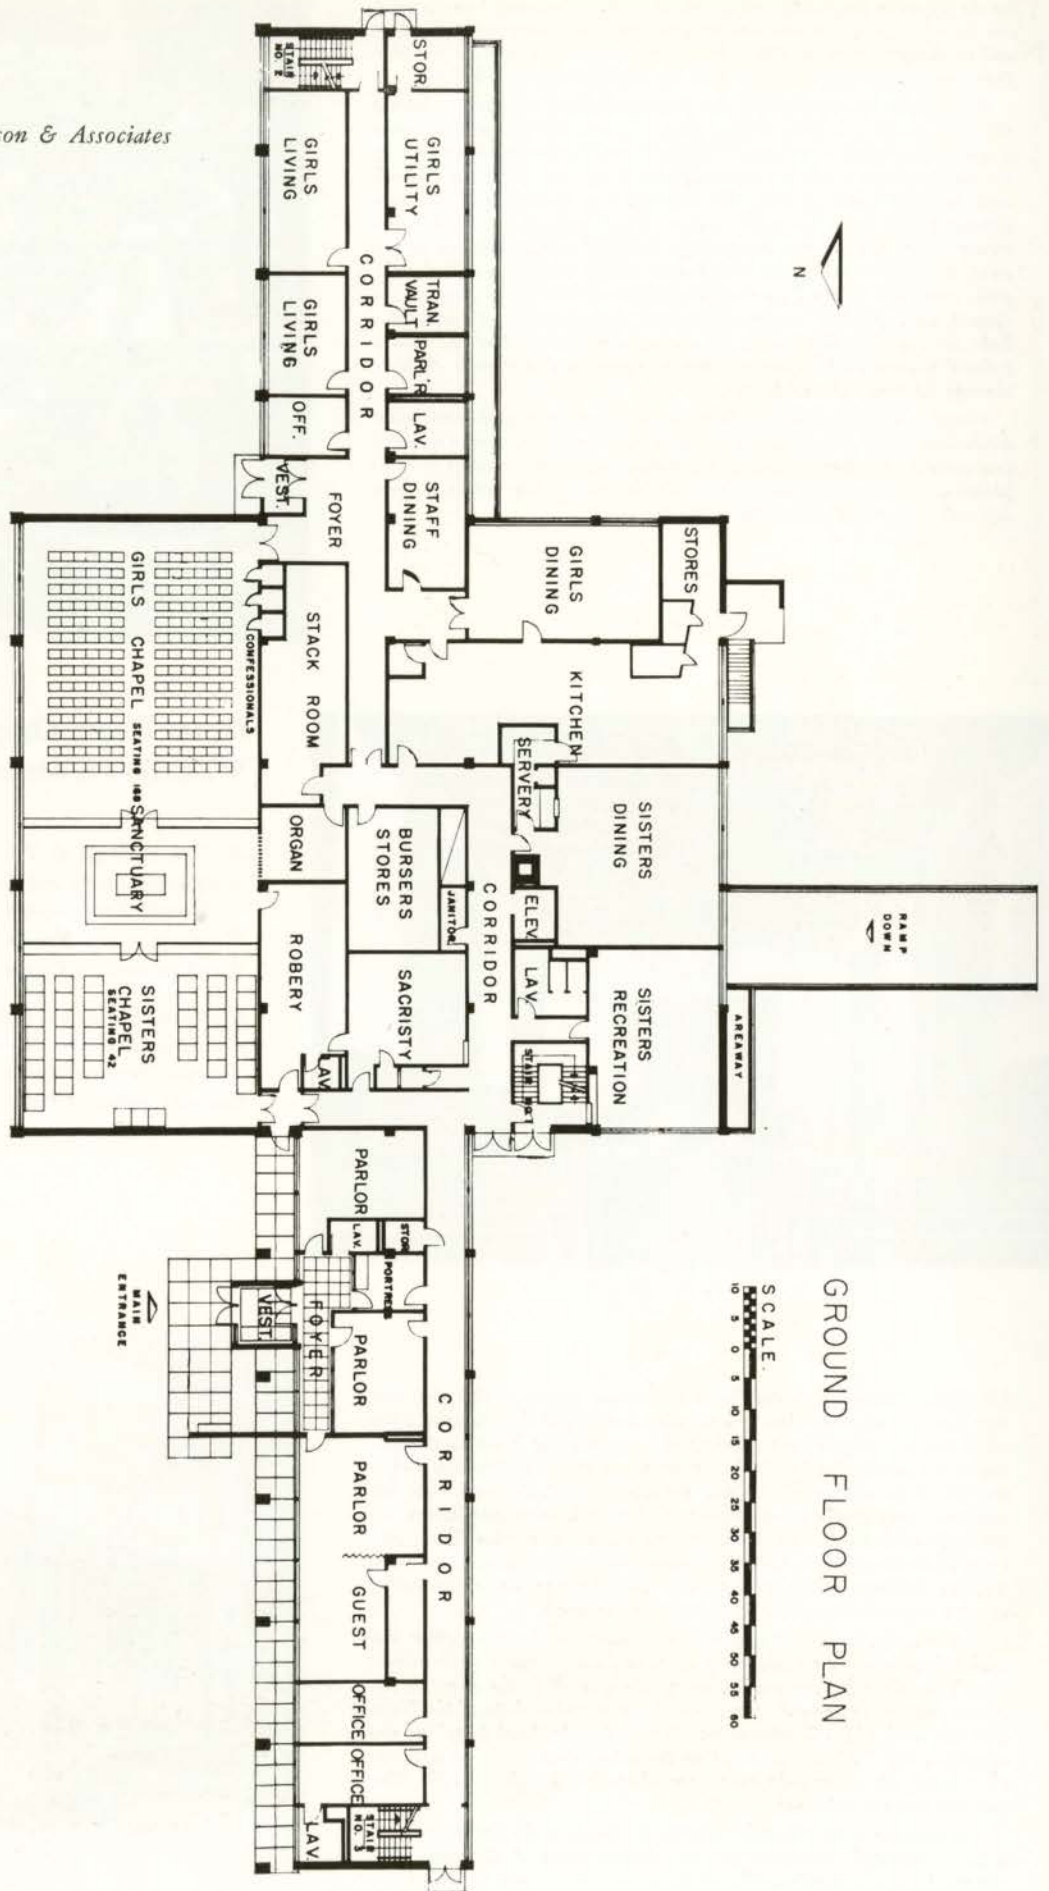 on & Associates
N
GROUND FLOOR PLAN
SCALE.
10 5 0 5 10 15 20 25 30 35 40 45 50 55 60
STAIR
NO. 2
STOR.
GIRLS
LIVING
CORRIDOR
GIRLS
UTILITY
GIRLS
LIVING
TRAN.
VAULT
PARL'R
OFF.
LAV.
VEST.
FOYER
STAFF
DINING
GIRLS
DINING
STORES
GIRLS CHAPEL SEATING 168
CONFESSIONALS
STACK ROOM
KITCHEN
SERVERY
SANCTUARY
ORGAN
BURSERS
STORES
JANITOR
CORRIDOR
ELEV.
SISTERS
DINING
RAMP
DOWN
SISTERS
CHAPEL
SEATING 42
ROBERY
LAV.
SACRISTY
LAV.
STAIR NO. 1
SISTERS
RECREATION
AREAWAY
PARLOR
LAV.
STOR
PORTRES
MAIN
ENTRANCE
VEST.
FOYER
PARLOR
CORRIDOR
PARLOR
GUEST
OFFICE
OFFICE
LAV.
STAIR
NO. 3